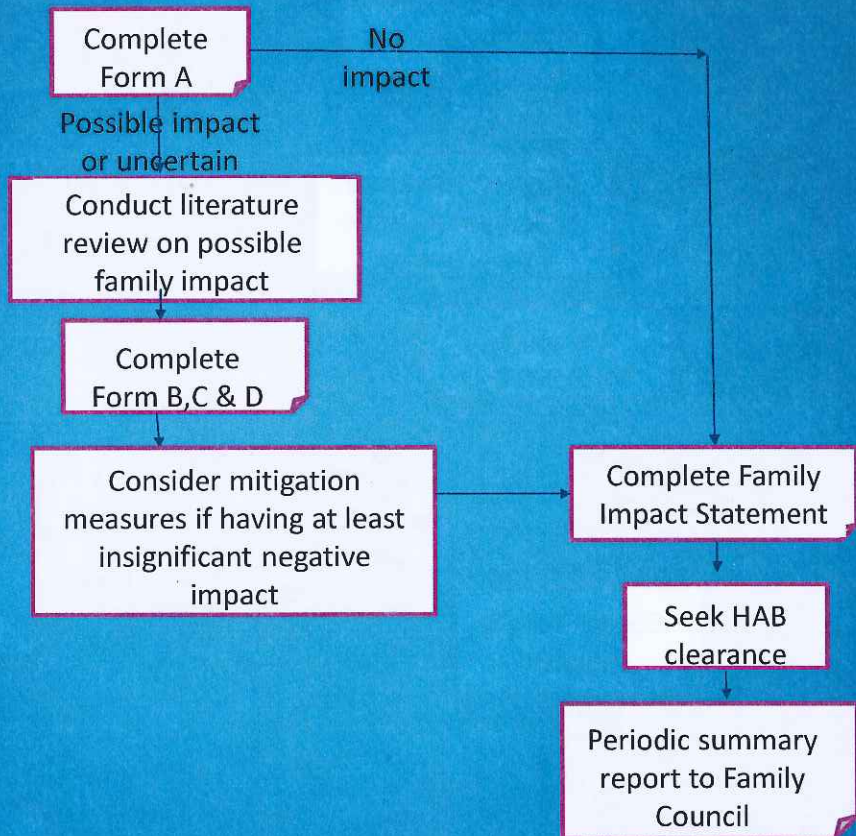 Complete
Form A
No
impact
Possible impact
or uncertain
Conduct literature
review on possible
family impact
Complete
Form B,C & D
Consider mitigation
measures if having at least
insignificant negative
impact
Complete Family
Impact Statement
Seek HAB
clearance
Periodic summary
report to Family
Council